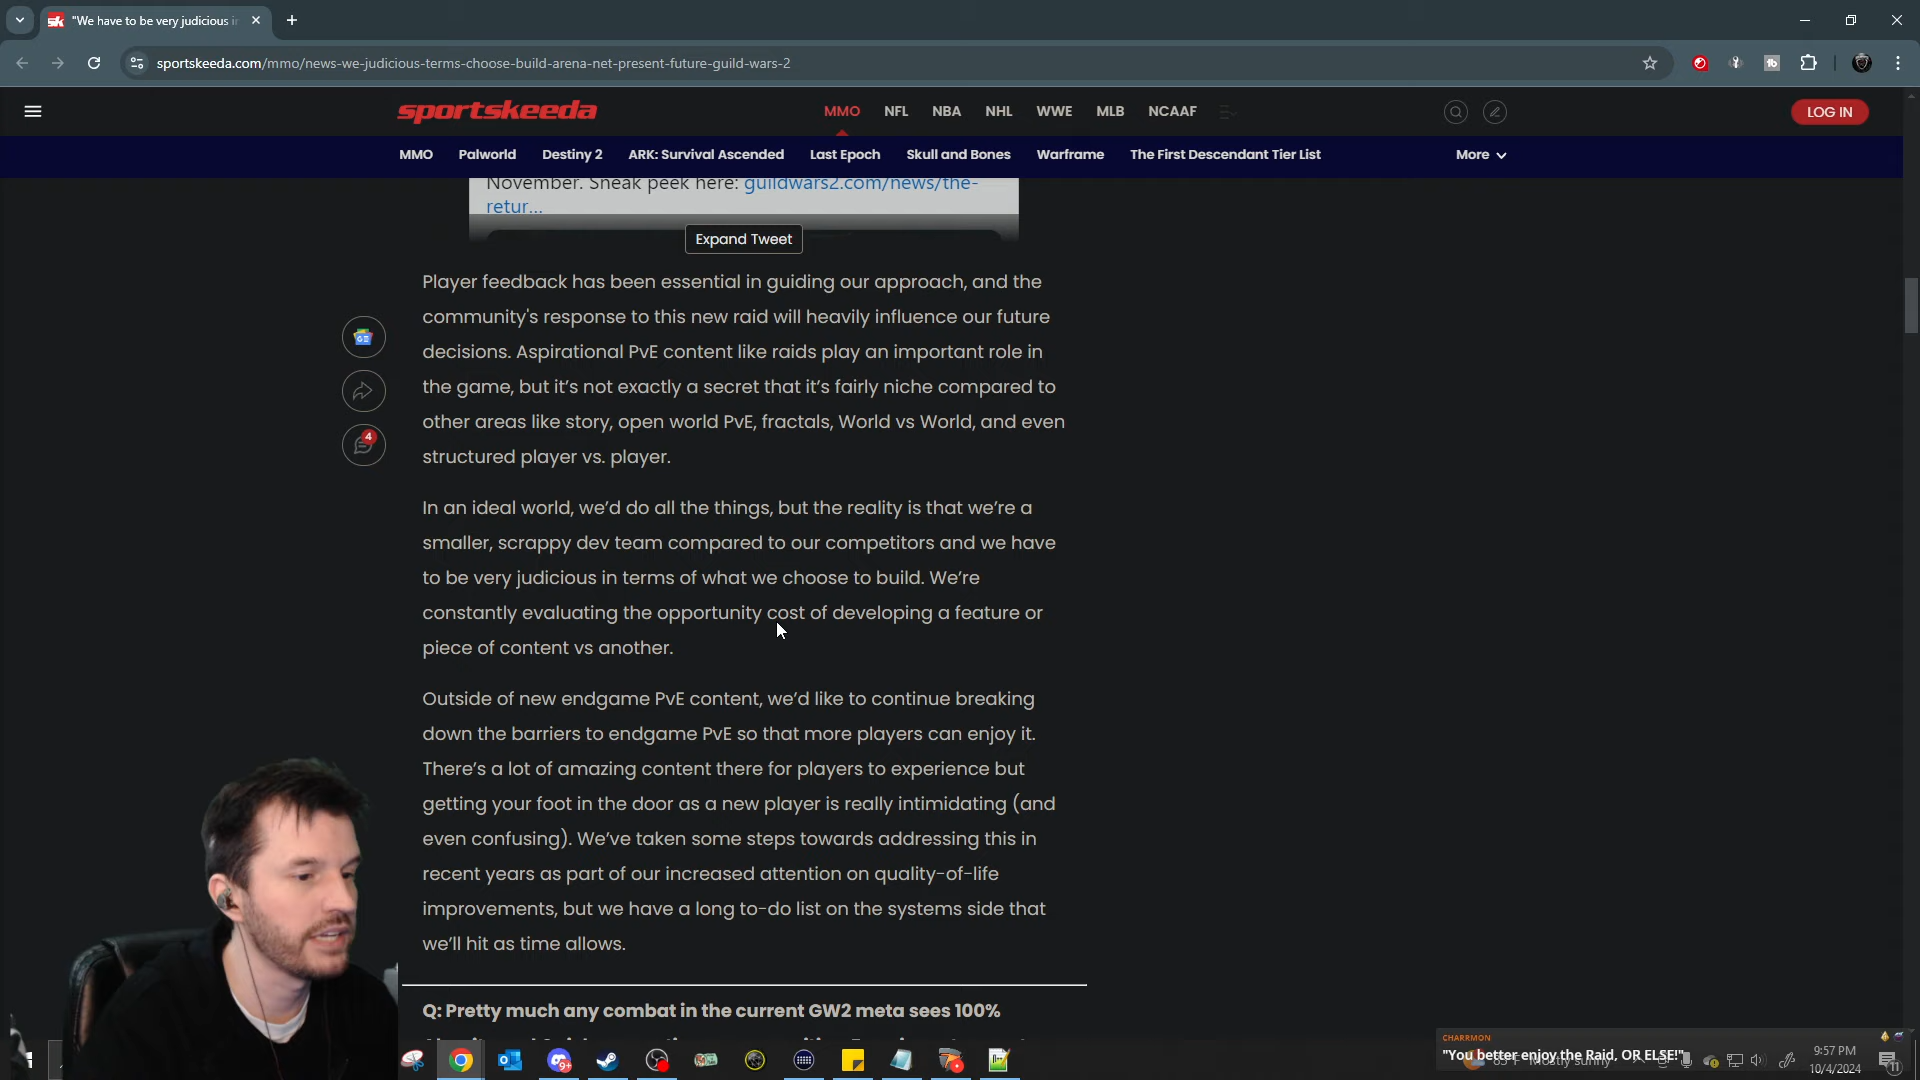 "We have to be very judicious i
sportskeeda.com/mmo/news-we-judicious-terms-choose-build-arena-net-present-future-guild-wars-2
sportskeeda
MMO NFL NBA NHL WWE MLB NCAAF
LOG IN
MMO Palworld Destiny 2 ARK: Survival Ascended Last Epoch Skull and Bones Warframe The First Descendant Tier List More
November. Sneak peek here: guildwars2.com/news/the-
retur...
Expand Tweet
Player feedback has been essential in guiding our approach, and the
community's response to this new raid will heavily influence our future
decisions. Aspirational PvE content like raids play an important role in
the game, but it's not exactly a secret that it's fairly niche compared to
other areas like story, open world PvE, fractals, World vs World, and even
structured player vs. player.
4
In an ideal world, we'd do all the things, but the reality is that we're a
smaller, scrappy dev team compared to our competitors and we have
to be very judicious in terms of what we choose to build. We're
constantly evaluating the opportunity cost of developing a feature or
piece of content vs another.
Outside of new endgame PvE content, we'd like to continue breaking
down the barriers to endgame PvE so that more players can enjoy it.
There's a lot of amazing content there for players to experience but
getting your foot in the door as a new player is really intimidating (and
even confusing). We've taken some steps towards addressing this in
recent years as part of our increased attention on quality-of-life
improvements, but we have a long to-do list on the systems side that
we'll hit as time allows.
Q: Pretty much any combat in the current GW2 meta sees 100%
CHARRMON
"You better enjoy the Raid, OR ELSE!"
Mostly sunny
9:57 PM
10/4/2024